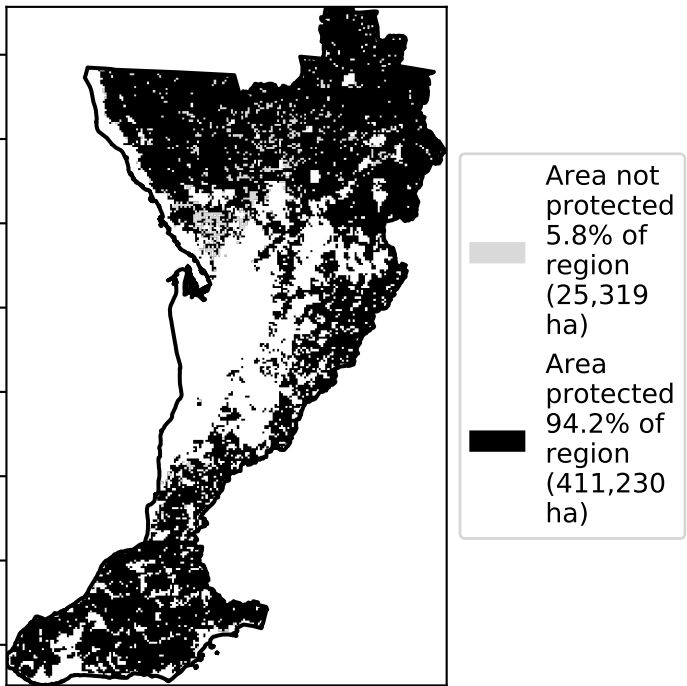 Area not
protected
5.8% of
region
(25,319
ha)
Area
protected
94.2% of
region
(411,230
ha)